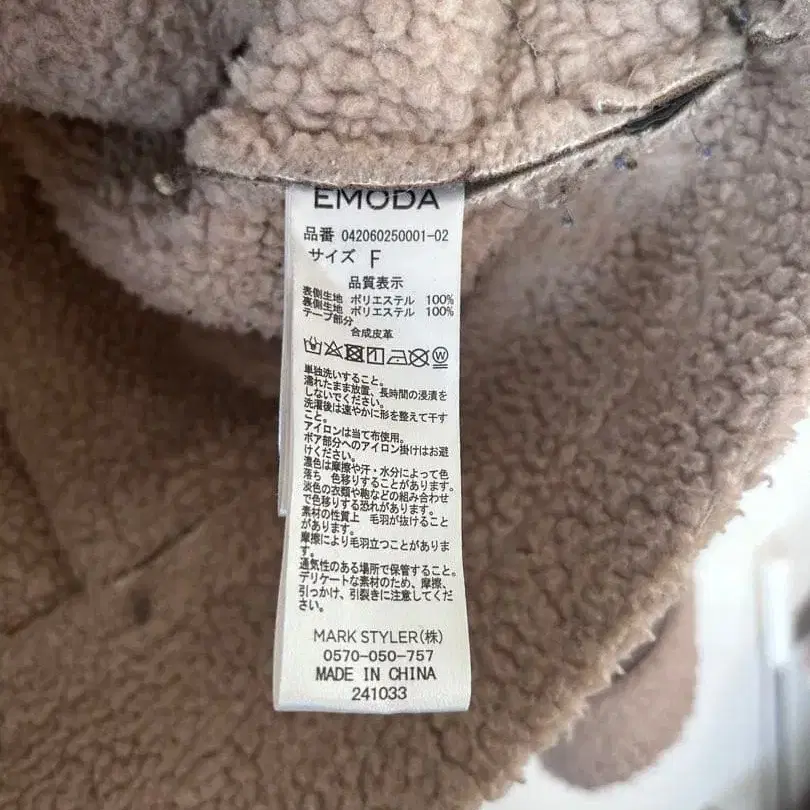 EMODA
品番 042060250001-02
サイズ F
品質表示
表側生地 ポリエステル 100%
裏側生地 ポリエステル 100%
テープ部分
合成皮革
単独洗いすること。
濡れたまま放置、長時間の浸漬を
しないでください。
洗濯後は速やかに形を整えて干す
こと。
アイロンは当て布使用。
ボア部分へのアイロン掛けはお避
けください。
濃色は摩擦や汗・水分によって色
落ち 色移りすることがあります。
淡色の衣類や鞄などの組み合わせ
で色移りする恐れがあります。
素材の性質上 毛羽が抜けること
があります。
摩擦により毛羽立つことがありま
す。
通気性のある場所で保管すること。
デリケートな素材のため、摩擦、
引っかけ、引裂きに注意してくだ
さい。
MARK STYLER(株)
0570-050-757
MADE IN CHINA
241033